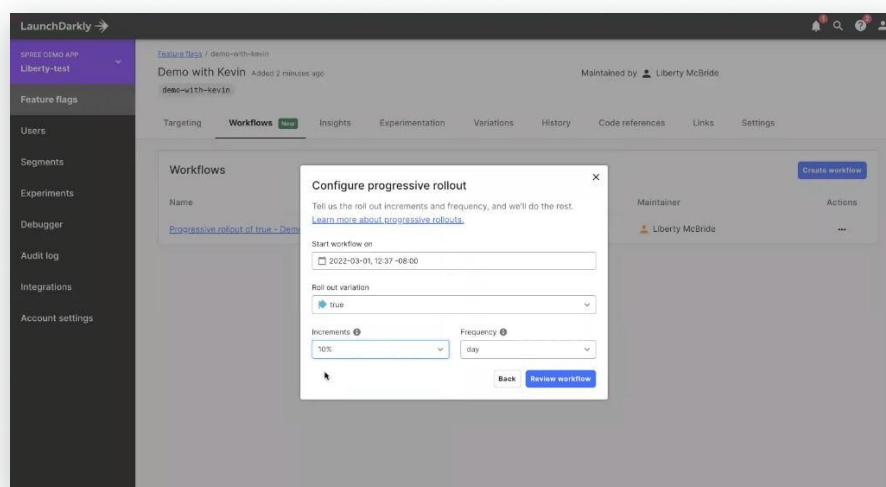 LaunchDarkly
SPREE DEMO APP
Liberty-test
Feature flags
Users
Segments
Experiments
Debugger
Audit log
Integrations
Account settings
Feature flags / demo-with-kevin
Demo with Kevin Added 2 minutes ago
Maintained by Liberty McBride
demo-with-kevin
Targeting Workflows New Insights Experimentation Variations History Code references Links Settings
Workflows
Create workflow
Name Maintainer Actions
Progressive rollout of true - Dem
Liberty McBride
Configure progressive rollout
Tell us the roll out increments and frequency, and we'll do the rest.
Learn more about progressive rollouts.
Start workflow on
2022-03-01, 12:37 -08:00
Roll out variation
true
Increments Frequency
10% day
Back Review workflow